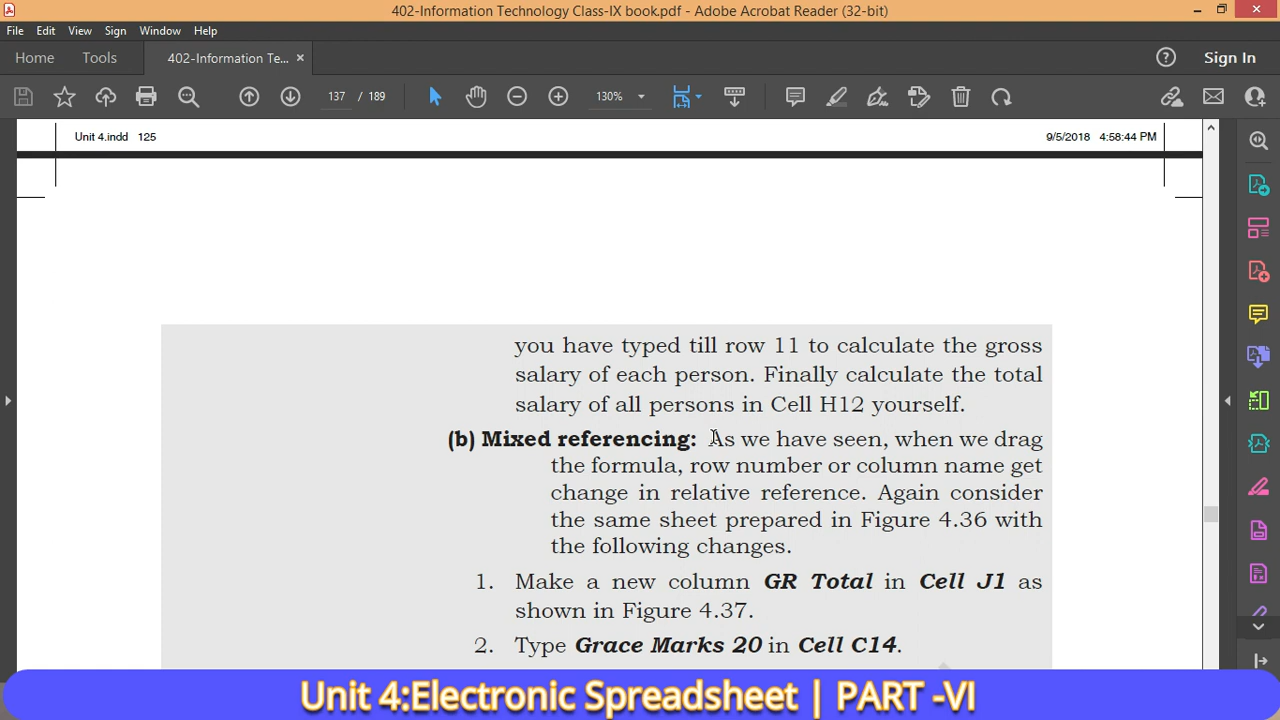 402-Information Technology Class-IX book.pdf - Adobe Acrobat Reader (32-bit)
File Edit View Sign Window Help
Home Tools 402-Information Te... × Sign In
137 / 189 130%
Unit 4.indd 125 9/5/2018 4:58:44 PM
you have typed till row 11 to calculate the gross
salary of each person. Finally calculate the total
salary of all persons in Cell H12 yourself.
(b) Mixed referencing: As we have seen, when we drag
the formula, row number or column name get
change in relative reference. Again consider
the same sheet prepared in Figure 4.36 with
the following changes.
1. Make a new column GR Total in Cell J1 as
shown in Figure 4.37.
2. Type Grace Marks 20 in Cell C14.
Unit 4:Electronic Spreadsheet | PART -VI